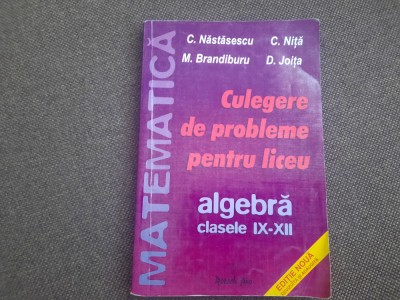 MATEMATICĂ
C. Năstăsescu C. Niță
M. Brandiburu D. Joița
Culegere
de probleme
pentru liceu
algebră
clasele IX-XII
EDIȚIE NOUĂ